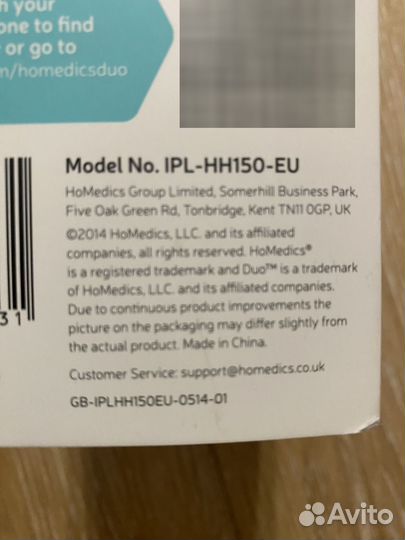 h your
one to find
or go to
m/homedicsduo
Model No. IPL-HH150-EU
HoMedics Group Limited, Somerhill Business Park,
Five Oak Green Rd, Tonbridge, Kent TN11 0GP, UK
©2014 HoMedics, LLC. and its affiliated
companies, all rights reserved. HoMedics®
is a registered trademark and Duo™ is a trademark
of HoMedics, LLC. and its affiliated companies.
Due to continuous product improvements the
picture on the packaging may differ slightly from
the actual product. Made in China.
31
Customer Service: support@homedics.co.uk
GB-IPLHH150EU-0514-01
Avito